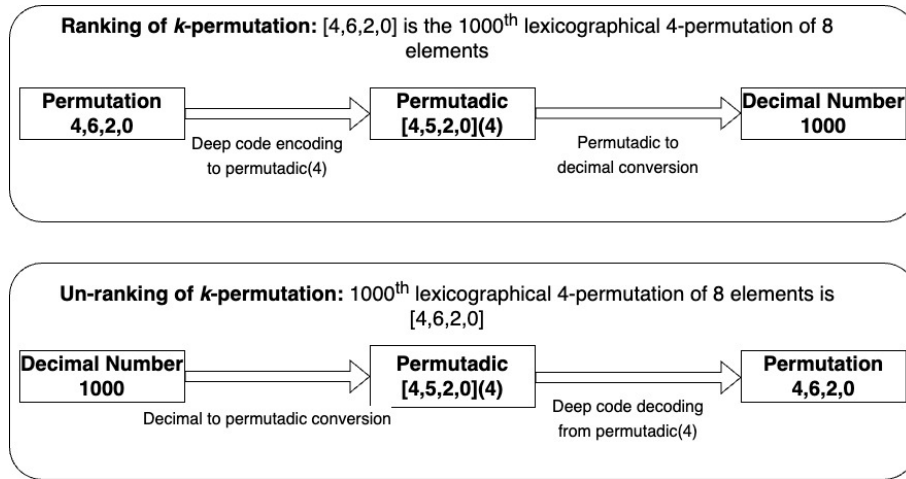 Ranking of k-permutation: [4,6,2,0] is the 1000th lexicographical 4-permutation of 8
elements
Permutation
4,6,2,0
Deep code encoding
to permutadic(4)
Permutadic
[4,5,2,0](4)
Permutadic to
decimal conversion
Decimal Number
1000
Un-ranking of k-permutation: 1000th lexicographical 4-permutation of 8 elements is
[4,6,2,0]
Decimal Number
1000
Decimal to permutadic conversion
Permutadic
[4,5,2,0](4)
Deep code decoding
from permutadic(4)
Permutation
4,6,2,0